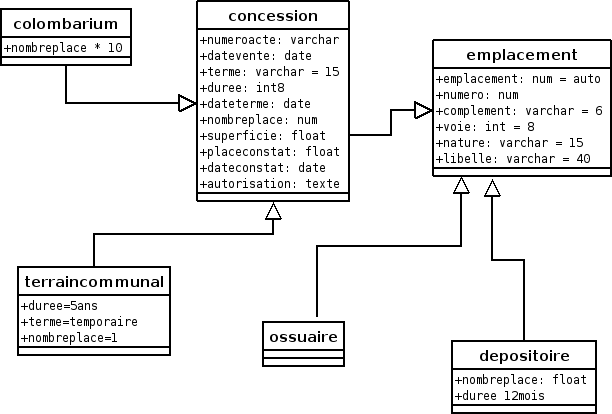 colombarium
+nombreplace * 10
concession
+numeroacte: varchar
+datevente: date
+terme: varchar = 15
+duree: int8
+dateterme: date
+nombreplace: num
+superficie: float
+placeconstat: float
+dateconstat: date
+autorisation: texte
emplacement
+emplacement: num = auto
+numero: num
+complement: varchar = 6
+voie: int = 8
+nature: varchar = 15
+libelle: varchar = 40
terraincommunal
+duree=5ans
+terme=temporaire
+nombreplace=1
ossuaire
depositoire
+nombreplace: float
+duree 12mois